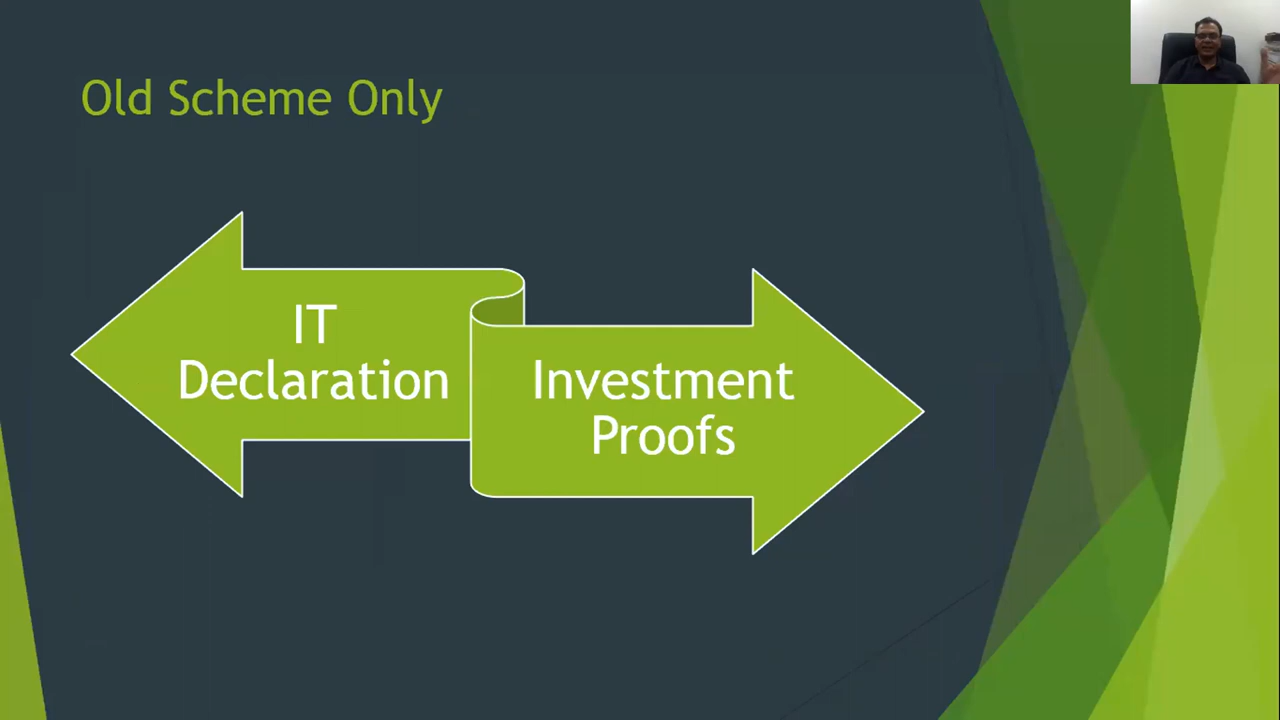 Old Scheme Only
IT
Declaration
Investment
Proofs